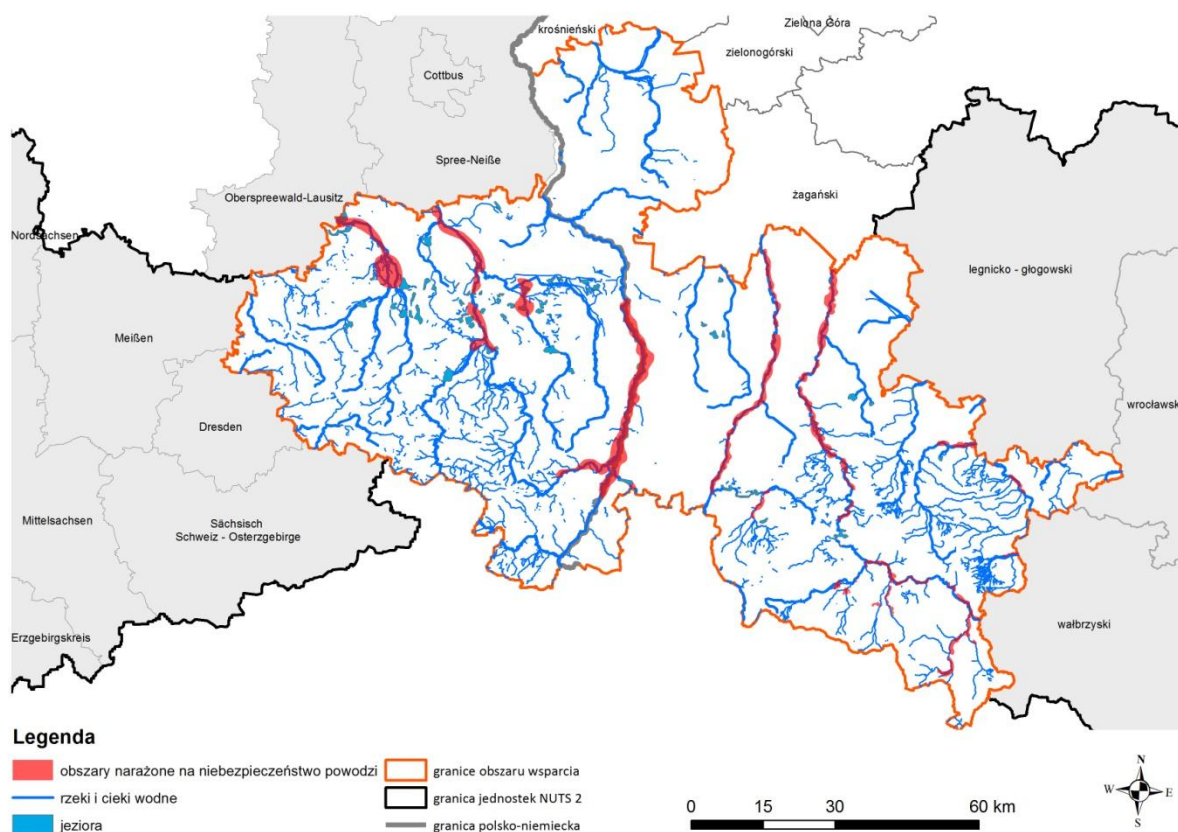 krośnieński
Zielona Góra
zielonogórski
Cottbus
Spree-Neiße
żagański
Oberspreewald-Lausitz
Nordsachsen
legnicko - głogowski
Meißen
wrocławsk
Dresden
Mittelsachsen
Sächsisch
Schweiz - Osterzgebirge
Erzgebirgskreis
wałbrzyski
Legenda
obszary narażone na niebezpieczeństwo powodzi
rzeki i cieki wodne
jeziora
granice obszaru wsparcia
granica jednostek NUTS 2
granica polsko-niemiecka
0 15 30 60 km
N
W E
S